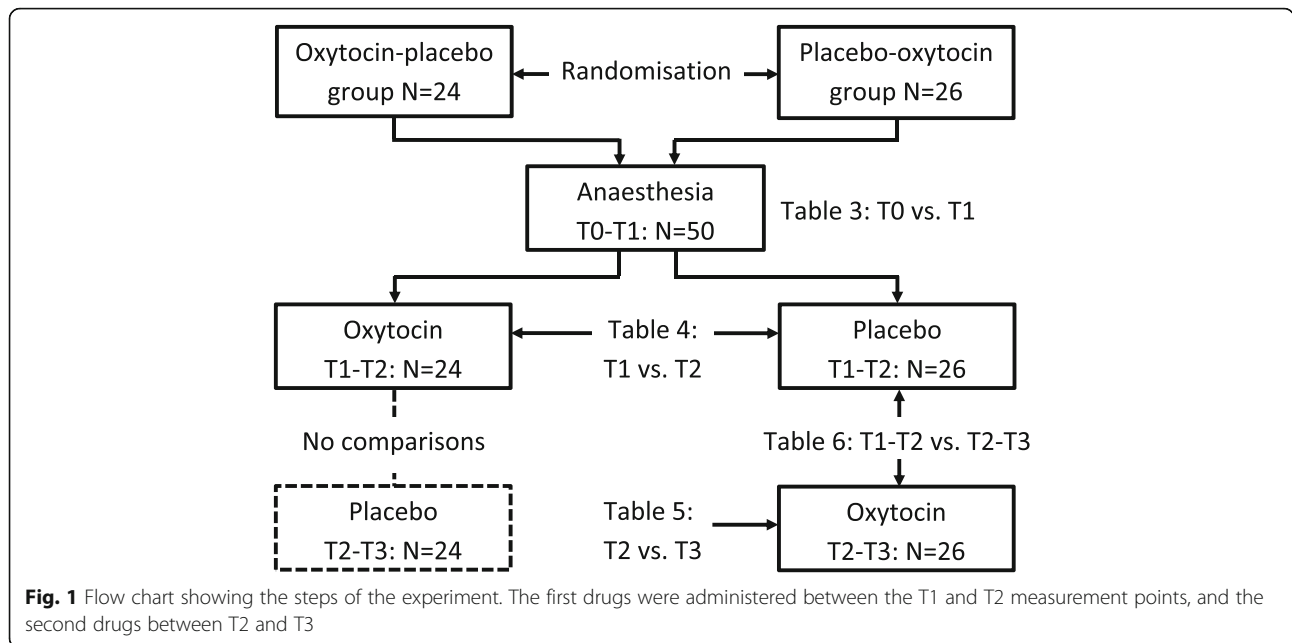 Oxytocin-placebo
group N=24
Randomisation
Placebo-oxytocin
group N=26
Anaesthesia
T0-T1: N=50
Table 3: T0 vs. T1
Oxytocin
T1-T2: N=24
Table 4:
T1 vs. T2
Placebo
T1-T2: N=26
No comparisons
Table 6: T1-T2 vs. T2-T3
Placebo
T2-T3: N=24
Table 5:
T2 vs. T3
Oxytocin
T2-T3: N=26
Fig. 1 Flow chart showing the steps of the experiment. The first drugs were administered between the T1 and T2 measurement points, and the
second drugs between T2 and T3